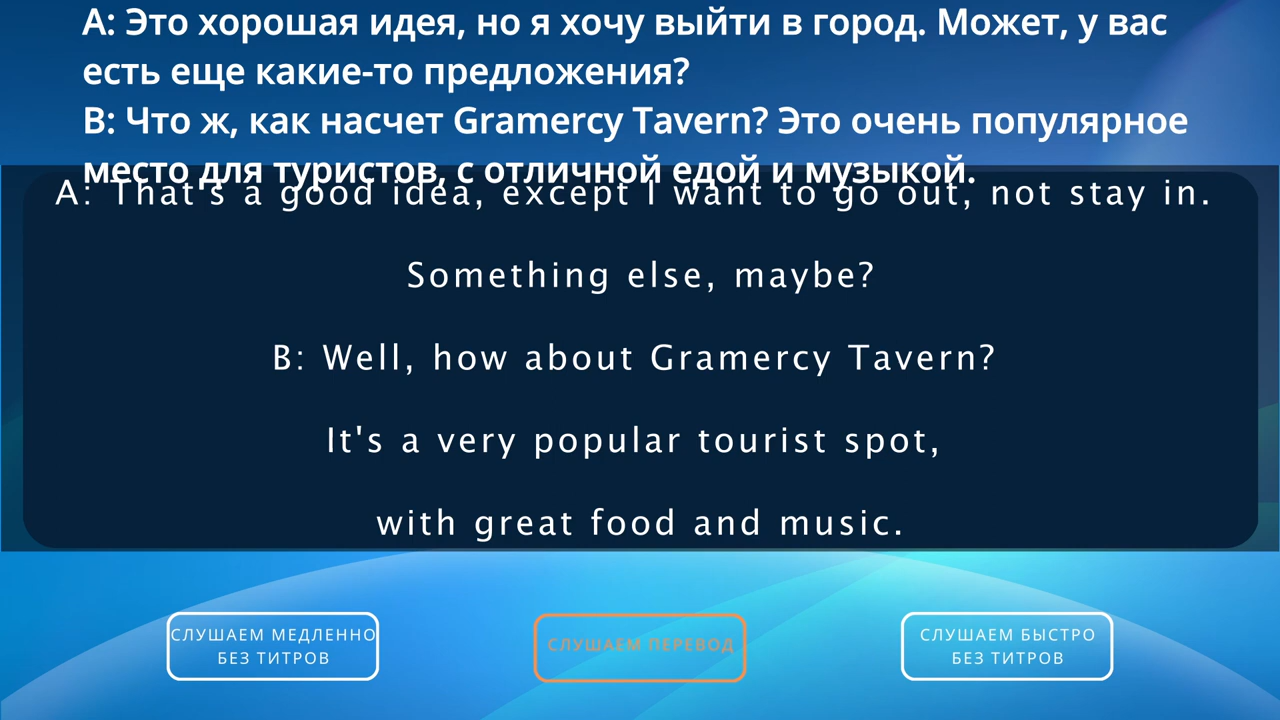 А: Это хорошая идея, но я хочу выйти в город. Может, у вас
есть еще какие-то предложения?
В: Что ж, как насчет Gramercy Tavern? Это очень популярное
место для туристов, с отличной едой и музыкой.
A: That's a good idea, except I want to go out, not stay in.
Something else, maybe?
B: Well, how about Gramercy Tavern?
It's a very popular tourist spot,
with great food and music.
СЛУШАЕМ МЕДЛЕННО
БЕЗ ТИТРОВ
СЛУШАЕМ ПЕРЕВОД
СЛУШАЕМ БЫСТРО
БЕЗ ТИТРОВ